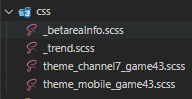 css
_betareaInfo.scss
_trend.scss
theme_channel7_game43.scss
theme_mobile_game43.scss